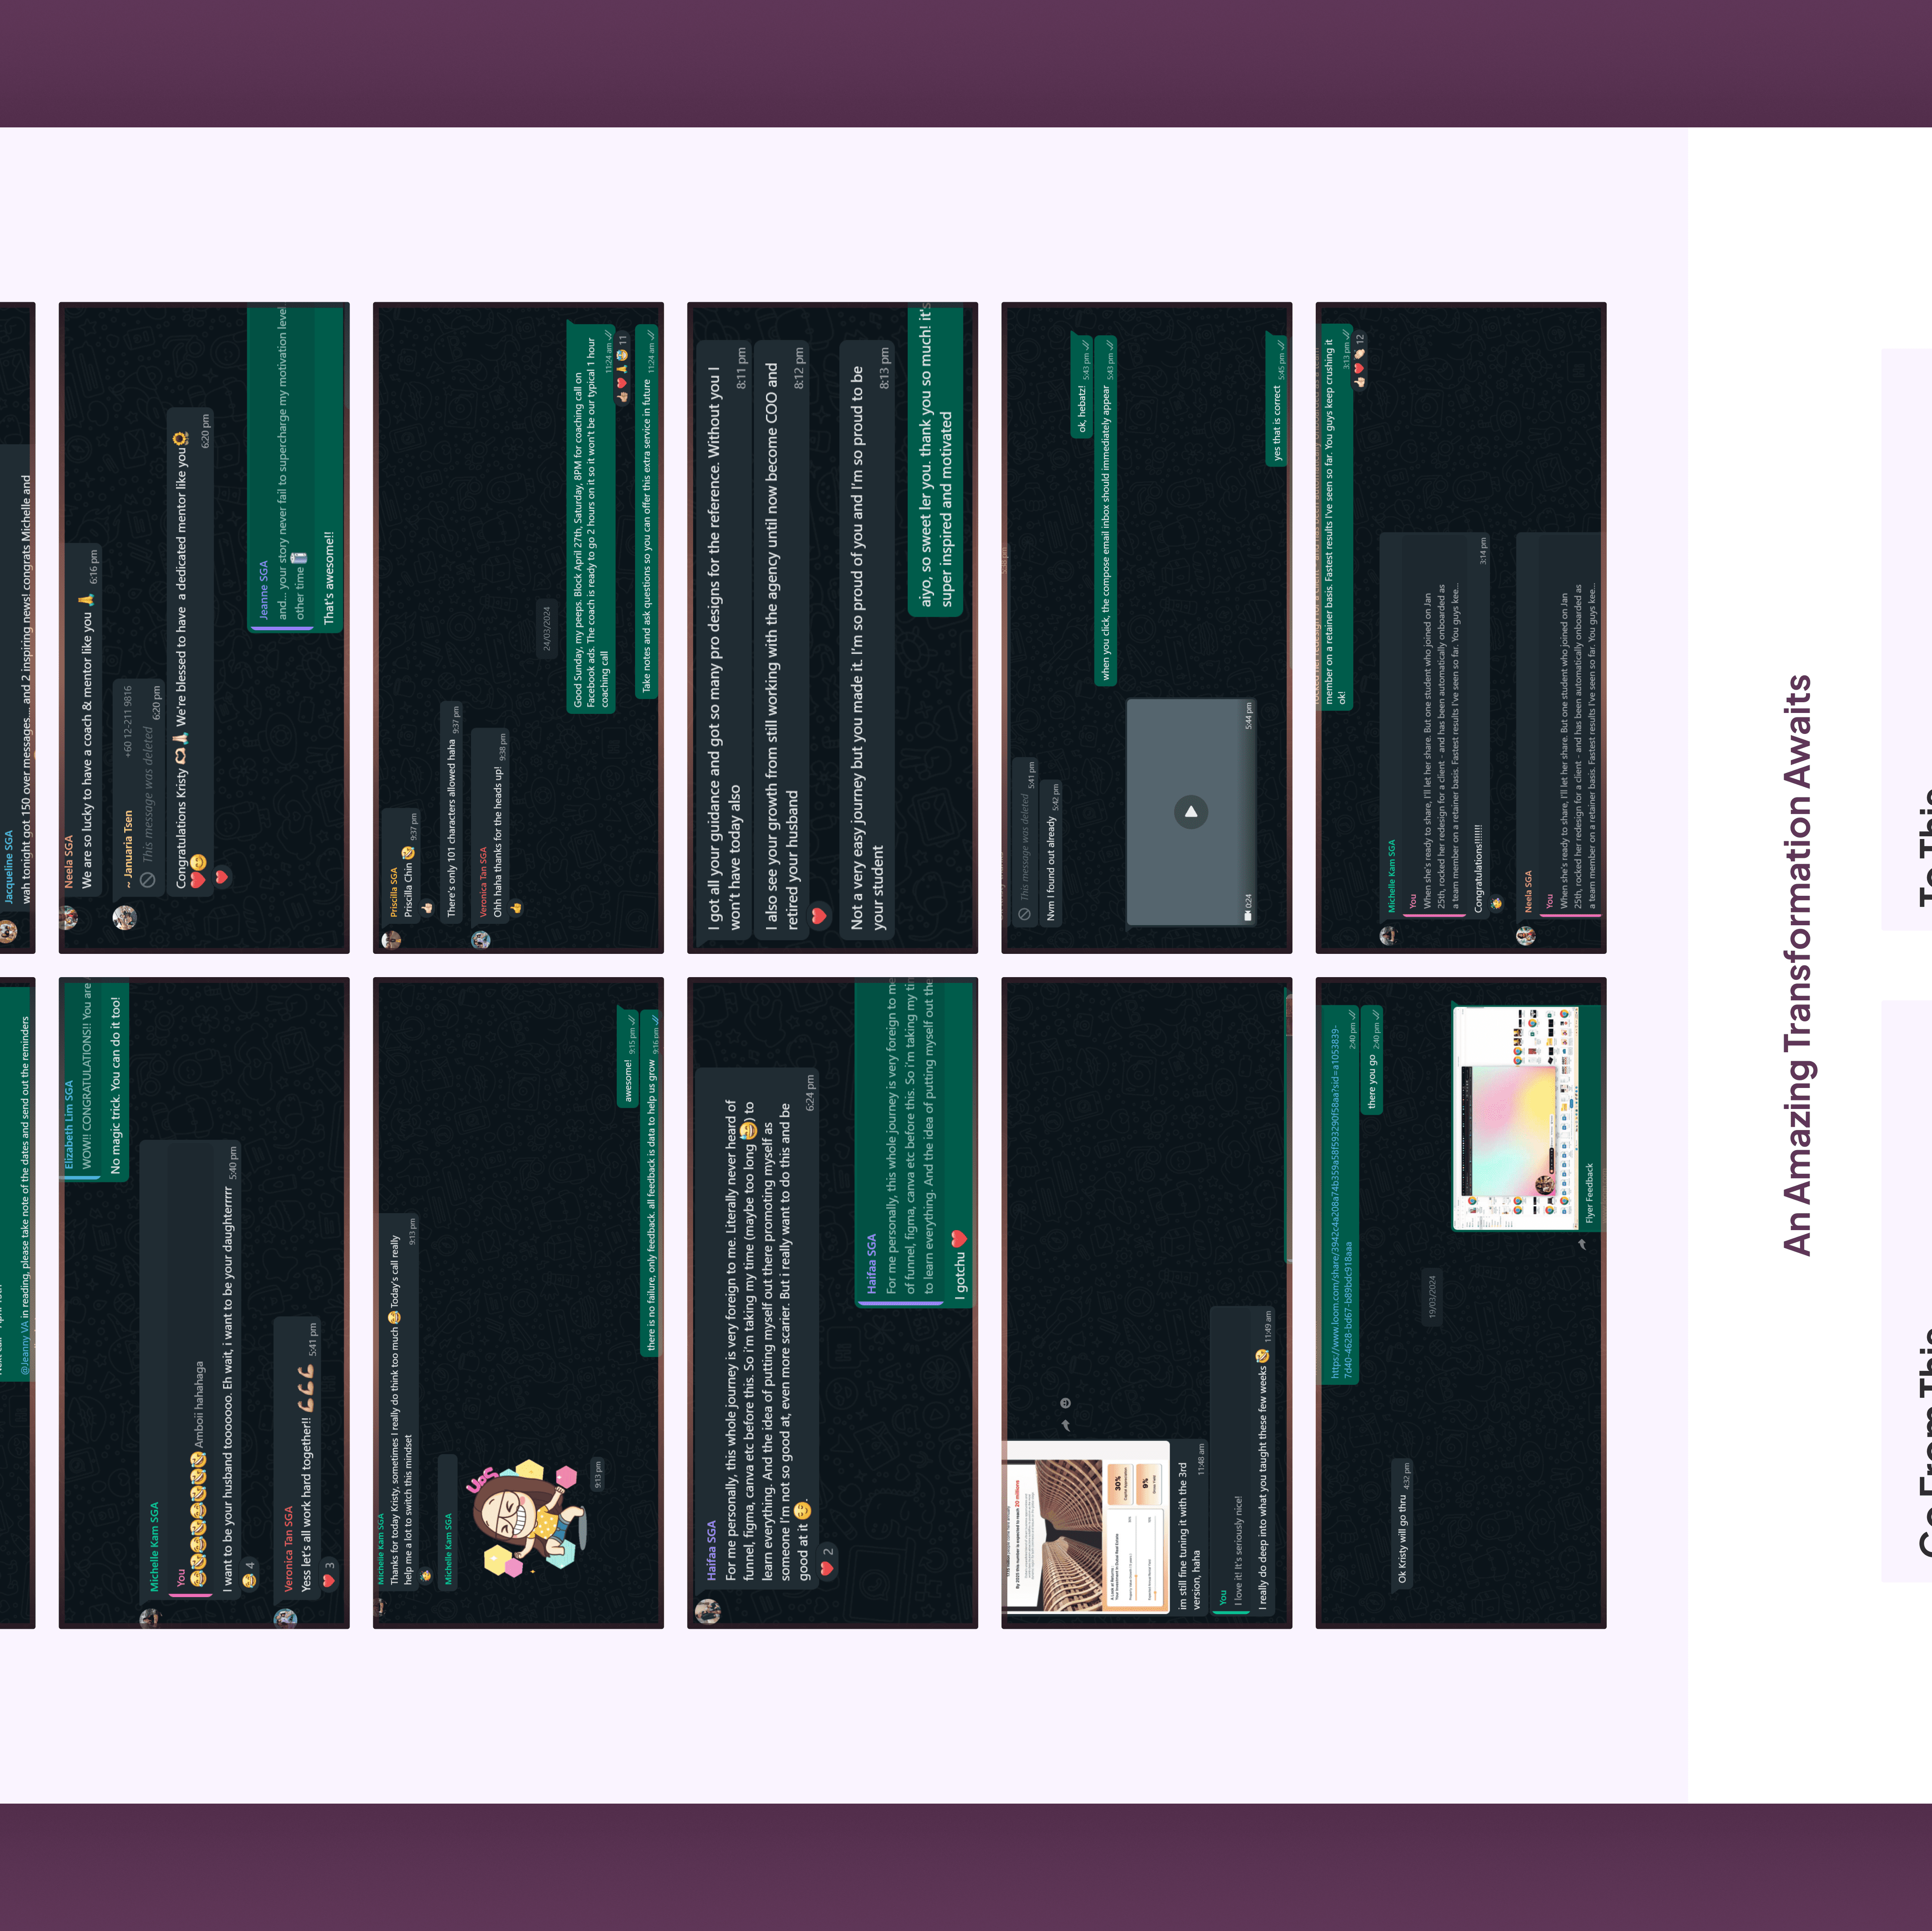 @Jeanny VA in reading, please take note of the dates and send out the reminders
Jacqueline SGA
wah tonight got 150 over messages.... and 2 inspiring news! congrats Michelle and
Elizabeth Lim SGA
WOW!! CONGRATULATIONS!! You are
No magic trick. You can do it too!
Michelle Kam SGA
You
🤣🤣🤣🤣🤣🤣🤣🤣 Amboii hahahaga
I want to be your husband toooooooo. Eh wait, i want to be your daughterrrrr 5:40 pm
😂 4
Veronica Tan SGA
Yess let's all work hard together!! 💪🏼💪🏼💪🏼 5:41 pm
❤️ 3
Neela SGA
We are so lucky to have a coach & mentor like you 🙏 6:16 pm
~ Januaria Tsen +60 12-211 9816
This message was deleted 6:20 pm
Congratulations Kristy 🫶🏻🙏🏻 We're blessed to have a dedicated mentor like you🌻
❤️😊 6:20 pm
❤️
Jeanne SGA
and... your story never fail to supercharge my motivation level
other time
That's awesome!!
Michelle Kam SGA
Thanks for today Kristy, sometimes I really do think too much 😅 Today's call really
help me a lot to switch this mindset 9:13 pm
Michelle Kam SGA
9:13 pm
awesome! 9:15 pm
there is no failure, only feedback. all feedback is data to help us grow 9:16 pm
Priscilla SGA
Priscilla Chin 🤣 9:37 pm
There's only 101 characters allowed haha 9:37 pm
Veronica Tan SGA
Ohh haha thanks for the heads up! 9:38 pm
👍
24/03/2024
Good Sunday, my peeps. Block April 27th, Saturday, 8PM for coaching call on
Facebook ads. The coach is ready to go 2 hours on it so it won't be our typical 1 hour
coaching call 11:24 am
11
Take notes and ask questions so you can offer this extra service in future 11:24 am
Haifaa SGA
For me personally, this whole journey is very foreign to me. Literally never heard of
funnel, figma, canva etc before this. So i'm taking my time (maybe too long 😅) to
learn everything. And the idea of putting myself out there promoting myself as
someone I'm not so good at, even more scarier. But i really want to do this and be
good at it 😊. 6:24 pm
❤️ 2
Haifaa SGA
For me personally, this whole journey is very foreign to me
of funnel, figma, canva etc before this. So i'm taking my tim
to learn everything. And the idea of putting myself out the
I gotchu ❤️
I got all your guidance and got so many pro designs for the reference. Without you I
won't have today also 8:11 pm
I also see your growth from still working with the agency until now become COO and
retired your husband 8:12 pm
❤️
Not a very easy journey but you made it. I'm so proud of you and I'm so proud to be
your student 8:13 pm
aiyo, so sweet ler you. thank you so much! it's
super inspired and motivated
30%
9%
im still fine tuning it with the 3rd
version, haha 11:48 am
You
I love it! It's seriously nice!
I really do deep into what you taught these few weeks 🤣 11:49 am
This message was deleted 5:41 pm
Nvm I found out already 5:42 pm
ok, hebatz! 5:43 pm
when you click, the compose email inbox should immediately appear 5:43 pm
0:24 5:44 pm
yes that is correct 5:45 pm
https://www.loom.com/share/3942c4a208a74b359a58f593290f58aa?sid=a1053839-
7d40-4628-bd67-b89bdc918aaa 2:40 pm
there you go 2:40 pm
Ok Kristy will go thru 4:32 pm
19/03/2024
Flyer Feedback
member on a retainer basis. Fastest results I've seen so far. You guys keep crushing it
ok! 3:13 pm
12
Michelle Kam SGA
You
When she's ready to share, I'll let her share. But one student who joined on Jan
25th, rocked her redesign for a client - and has been automatically onboarded as
a team member on a retainer basis. Fastest results I've seen so far. You guys kee...
Congratulations!!!!!!! 3:14 pm
Neela SGA
You
When she's ready to share, I'll let her share. But one student who joined on Jan
25th, rocked her redesign for a client - and has been automatically onboarded as
a team member on a retainer basis. Fastest results I've seen so far. You guys kee...
An Amazing Transformation Awaits
Go From This
To This